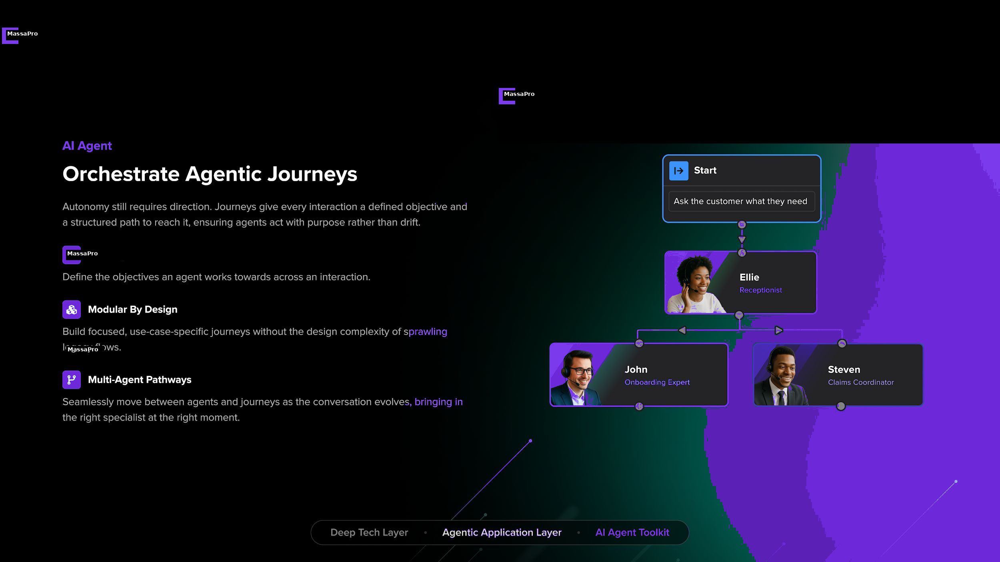 MassaPro
MassaPro
AI Agent
Orchestrate Agentic Journeys
Autonomy still requires direction. Journeys give every interaction a defined objective and
a structured path to reach it, ensuring agents act with purpose rather than drift.
MassaPro
Define the objectives an agent works towards across an interaction.
Modular By Design
Build focused, use-case-specific journeys without the design complexity of sprawling
legacy flows.
MassaPro
Multi-Agent Pathways
Seamlessly move between agents and journeys as the conversation evolves, bringing in
the right specialist at the right moment.
Start
Ask the customer what they need
Ellie
Receptionist
John
Onboarding Expert
Steven
Claims Coordinator
Deep Tech Layer • Agentic Application Layer • AI Agent Toolkit